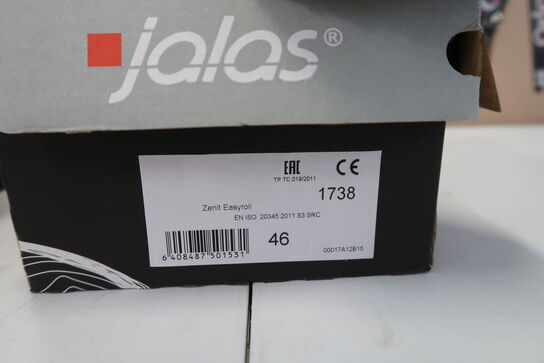 jalas®
EAC CE
TP TC 019/2011
1738
Zenit Easyroll
EN ISO 20345:2011 S3 SRC
46
6 408487 501531
00017A12B15